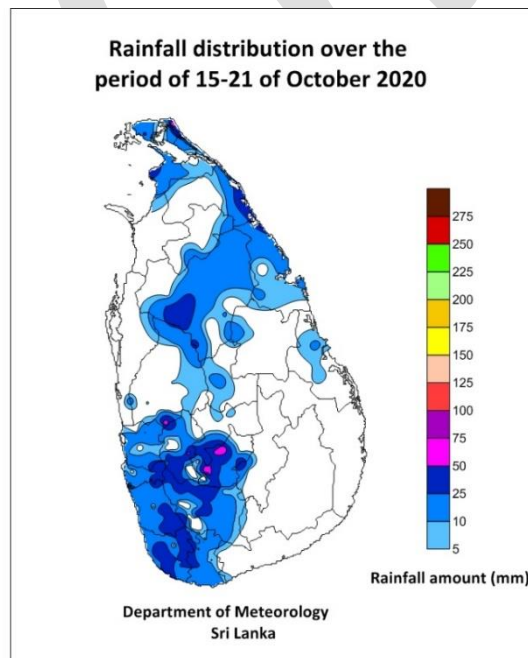 Rainfall distribution over the
period of 15-21 of October 2020
275
250
225
200
175
150
125
100
75
50
25
10
5
Rainfall amount (mm)
Department of Meteorology
Sri Lanka